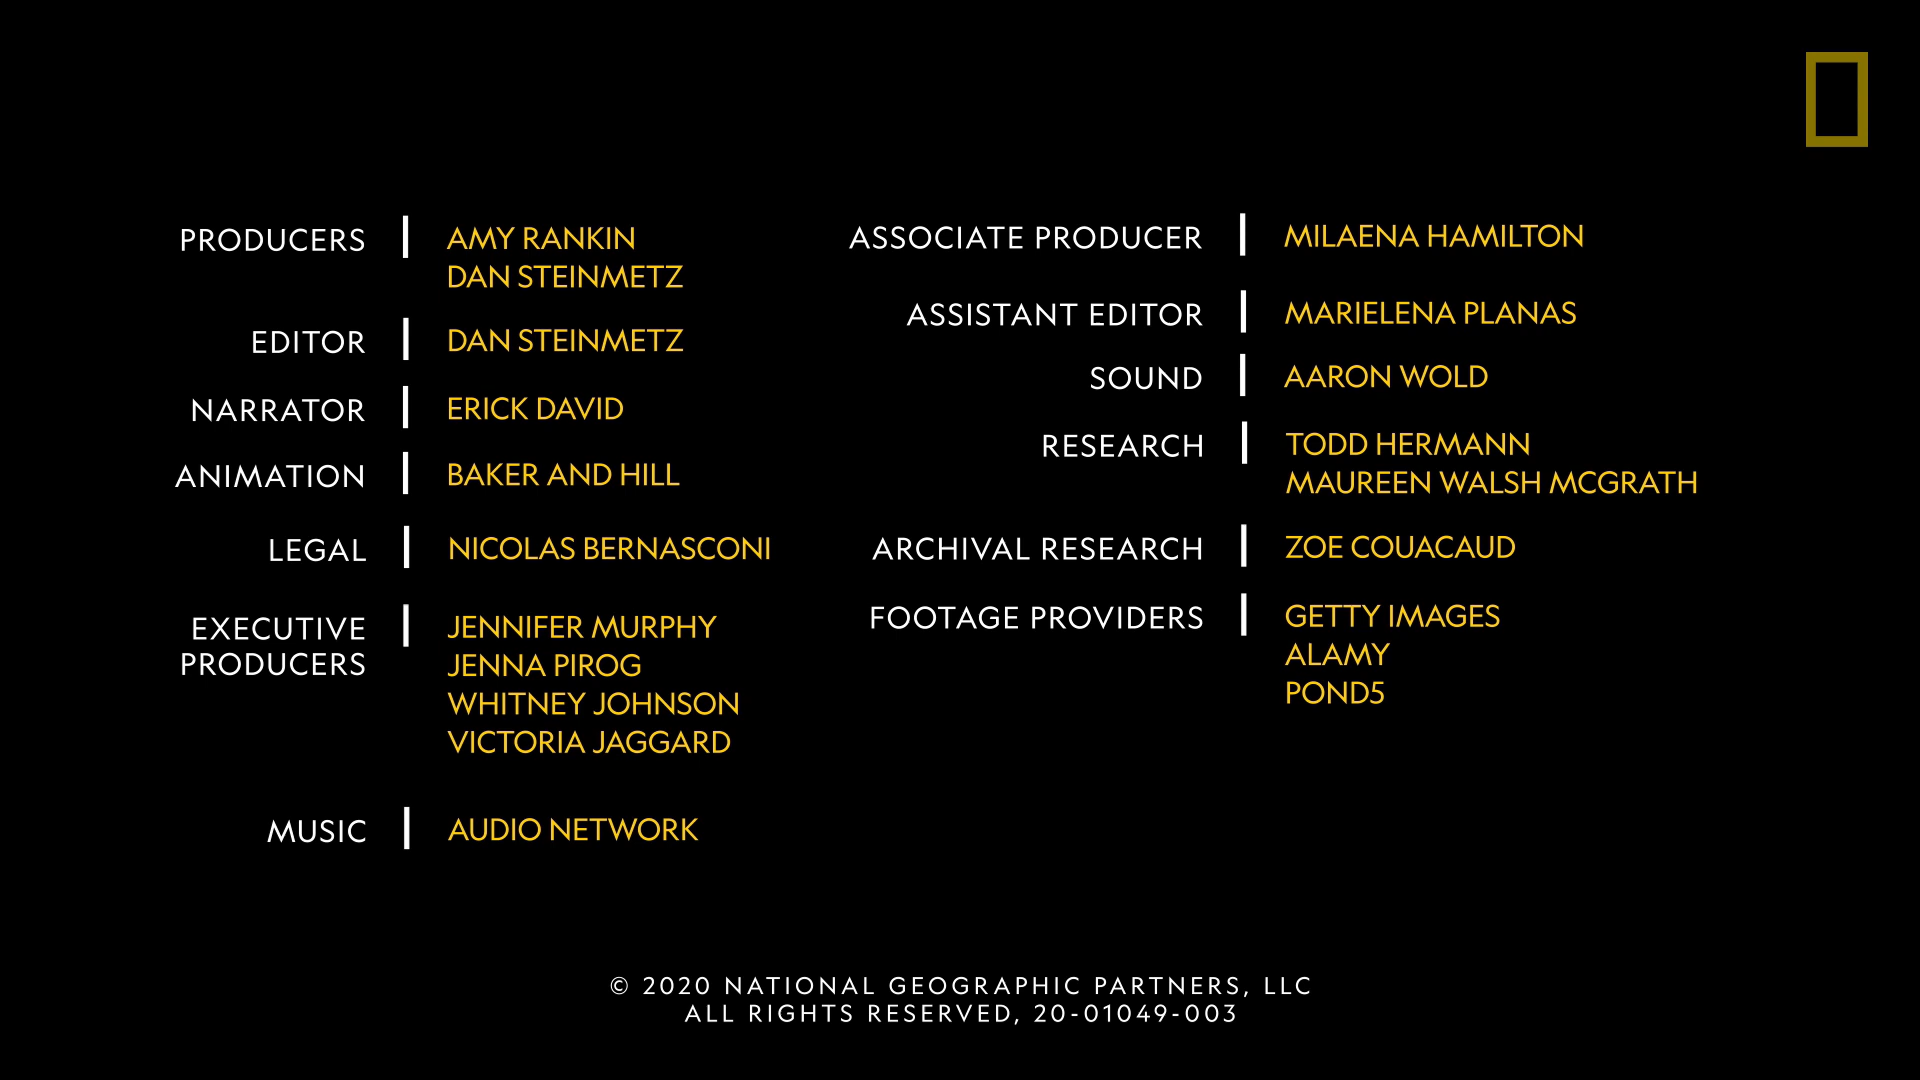 PRODUCERS | AMY RANKIN
DAN STEINMETZ
EDITOR | DAN STEINMETZ
NARRATOR | ERICK DAVID
ANIMATION | BAKER AND HILL
LEGAL | NICOLAS BERNASCONI
EXECUTIVE PRODUCERS | JENNIFER MURPHY
JENNA PIROG
WHITNEY JOHNSON
VICTORIA JAGGARD
MUSIC | AUDIO NETWORK
ASSOCIATE PRODUCER | MILAENA HAMILTON
ASSISTANT EDITOR | MARIELENA PLANAS
SOUND | AARON WOLD
RESEARCH | TODD HERMANN
MAUREEN WALSH MCGRATH
ARCHIVAL RESEARCH | ZOE COUACAUD
FOOTAGE PROVIDERS | GETTY IMAGES
ALAMY
POND5
© 2020 NATIONAL GEOGRAPHIC PARTNERS, LLC
ALL RIGHTS RESERVED, 20-01049-003